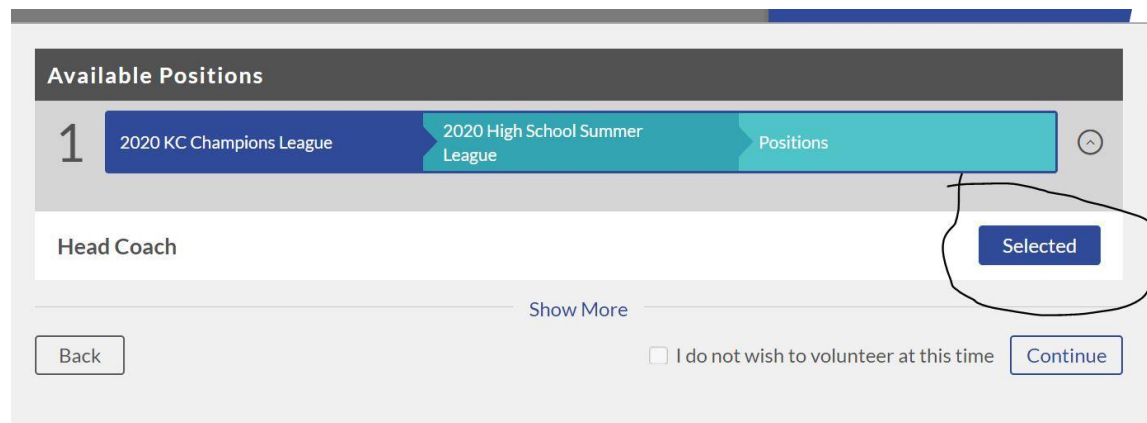 Available Positions
1
2020 KC Champions League
2020 High School Summer
League
Positions
Head Coach
Selected
Show More
Back
I do not wish to volunteer at this time
Continue